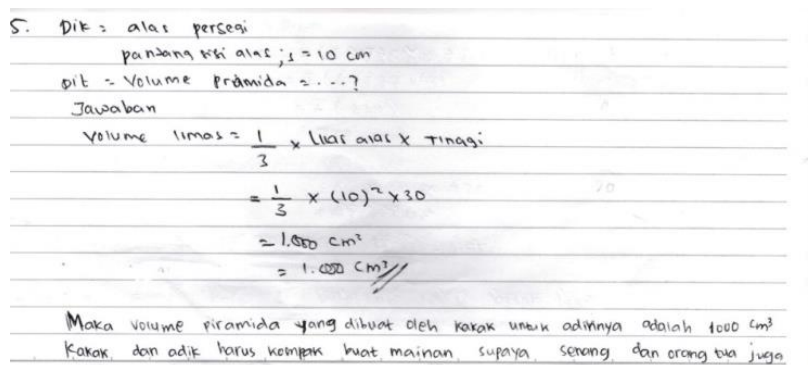 5. Dik : alas persegi
panjang sisi alas ; s = 10 cm
Dit = Volume Pramida = ....?
Jawaban
Volume limas = 1/3 x Luas alas x Tinggi
= 1/3 x (10)² x 30
= 1.000 cm³
= 1.000 cm³ //
Maka volume piramida yang dibuat oleh kakak untuk adiknya adalah 1000 cm³
Kakak dan adik harus kompak buat mainan supaya senang dan orang tua juga